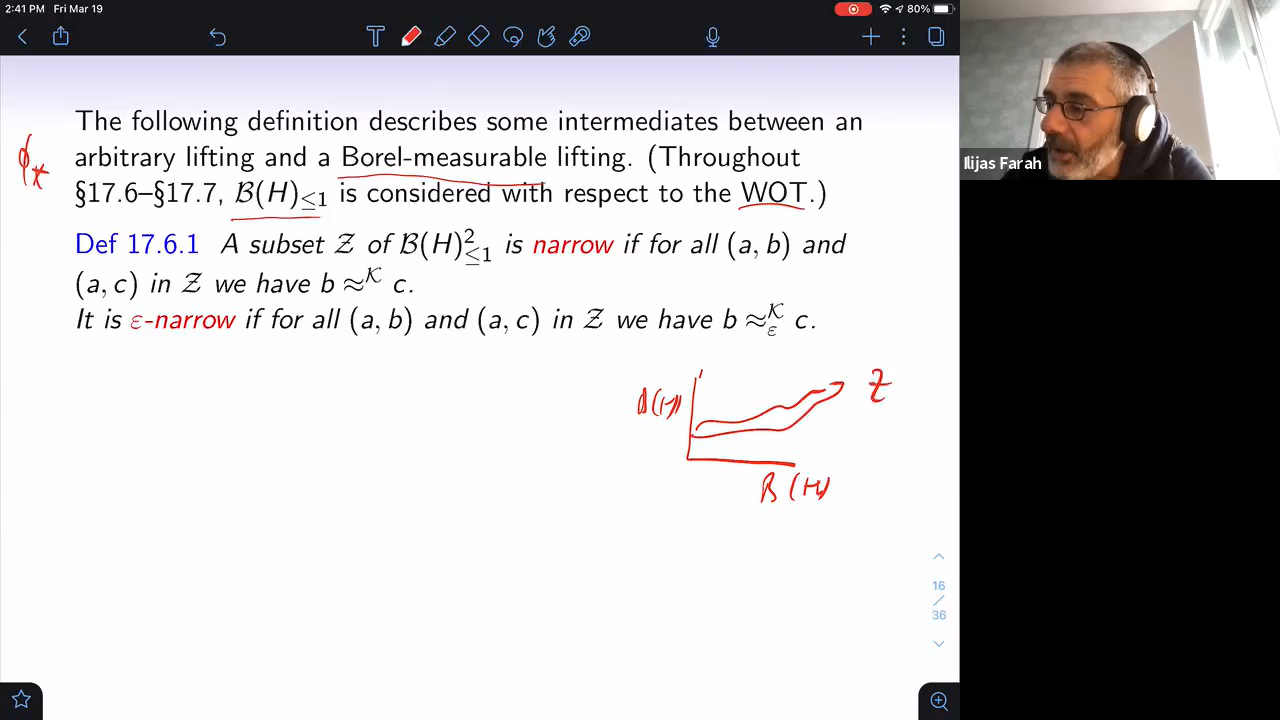 2:41 PM Fri Mar 19
80%
The following definition describes some intermediates between an
arbitrary lifting and a Borel-measurable lifting. (Throughout
§17.6–§17.7, 𝓑(H)≤1 is considered with respect to the WOT.)
Def 17.6.1 A subset 𝒵 of 𝓑(H)²≤1 is narrow if for all (a, b) and
(a, c) in 𝒵 we have b ≈^𝒦 c.
It is ε-narrow if for all (a, b) and (a, c) in 𝒵 we have b ≈^𝒦_ε c.
ϕ*
B(H)
Z
B(H)
16
/
36
Ilijas Farah